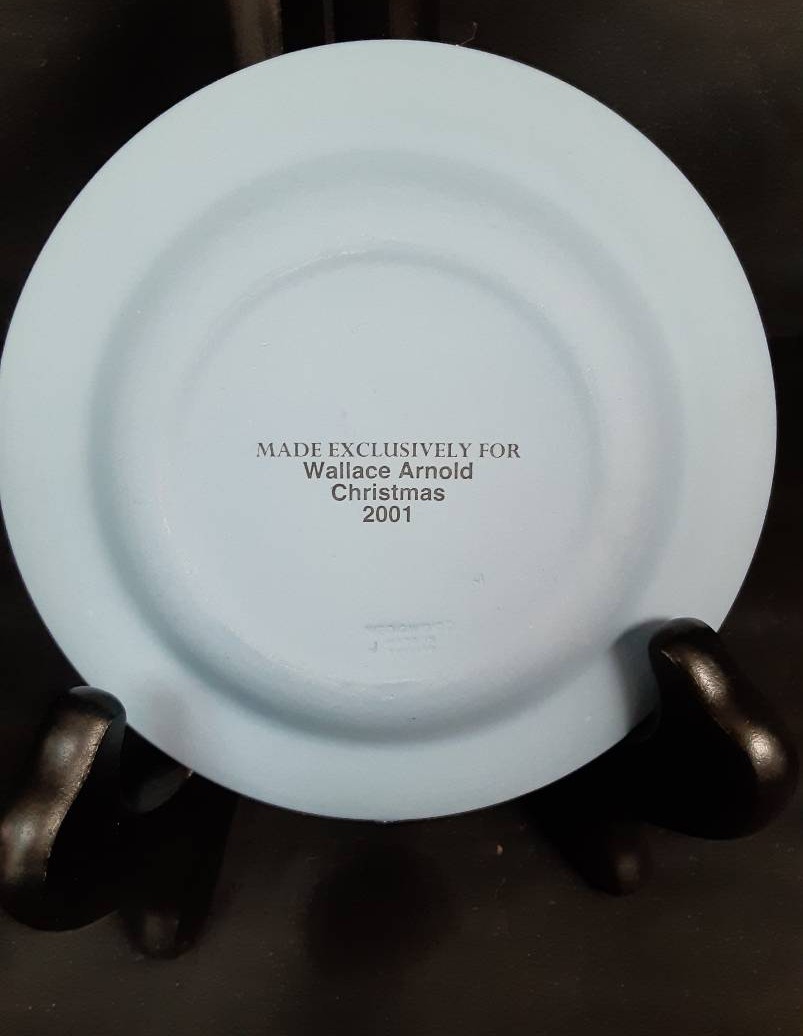 MADE EXCLUSIVELY FOR
Wallace Arnold
Christmas
2001